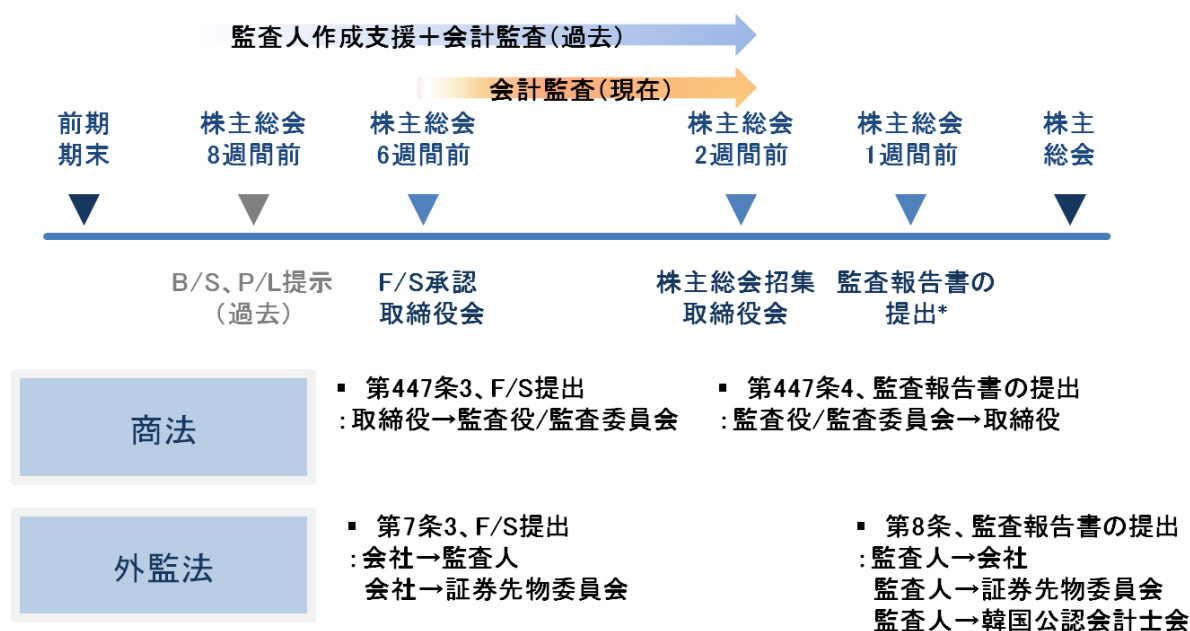 監査人作成支援＋会計監査（過去）
会計監査（現在）
前期
期末
株主総会
8週間前
株主総会
6週間前
株主総会
2週間前
株主総会
1週間前
株主
総会
B/S、P/L提示
（過去）
F/S承認
取締役会
株主総会招集
取締役会
監査報告書の
提出*
商法
▪ 第447条3、F/S提出
：取締役→監査役/監査委員会
▪ 第447条4、監査報告書の提出
：監査役/監査委員会→取締役
外監法
▪ 第7条3、F/S提出
：会社→監査人
会社→証券先物委員会
▪ 第8条、監査報告書の提出
：監査人→会社
監査人→証券先物委員会
監査人→韓国公認会計士会